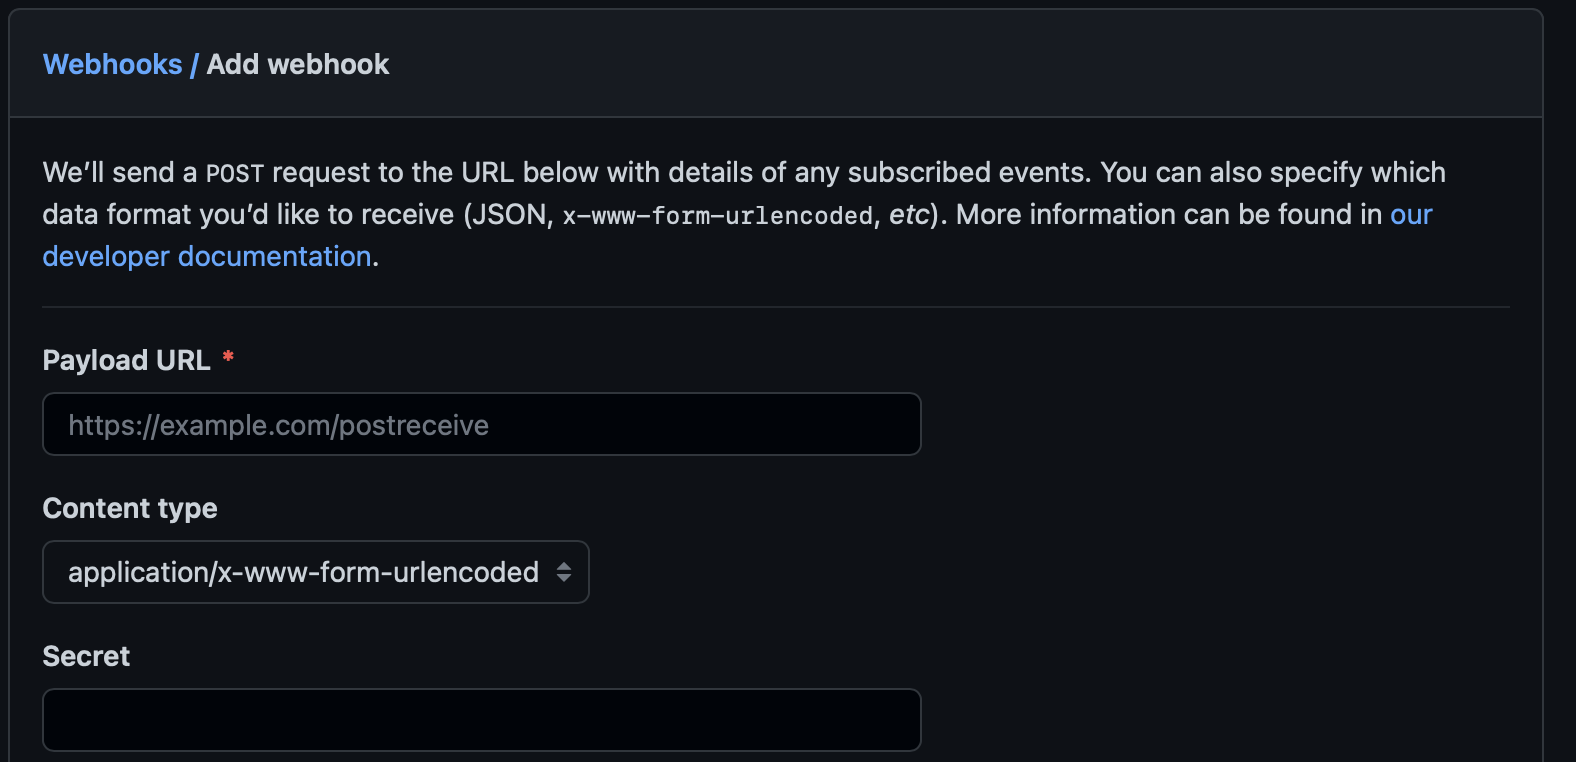 Webhooks / Add webhook
We’ll send a POST request to the URL below with details of any subscribed events. You can also specify which
data format you’d like to receive (JSON, x-www-form-urlencoded, etc). More information can be found in our
developer documentation.
Payload URL *
https://example.com/postreceive
Content type
application/x-www-form-urlencoded
Secret